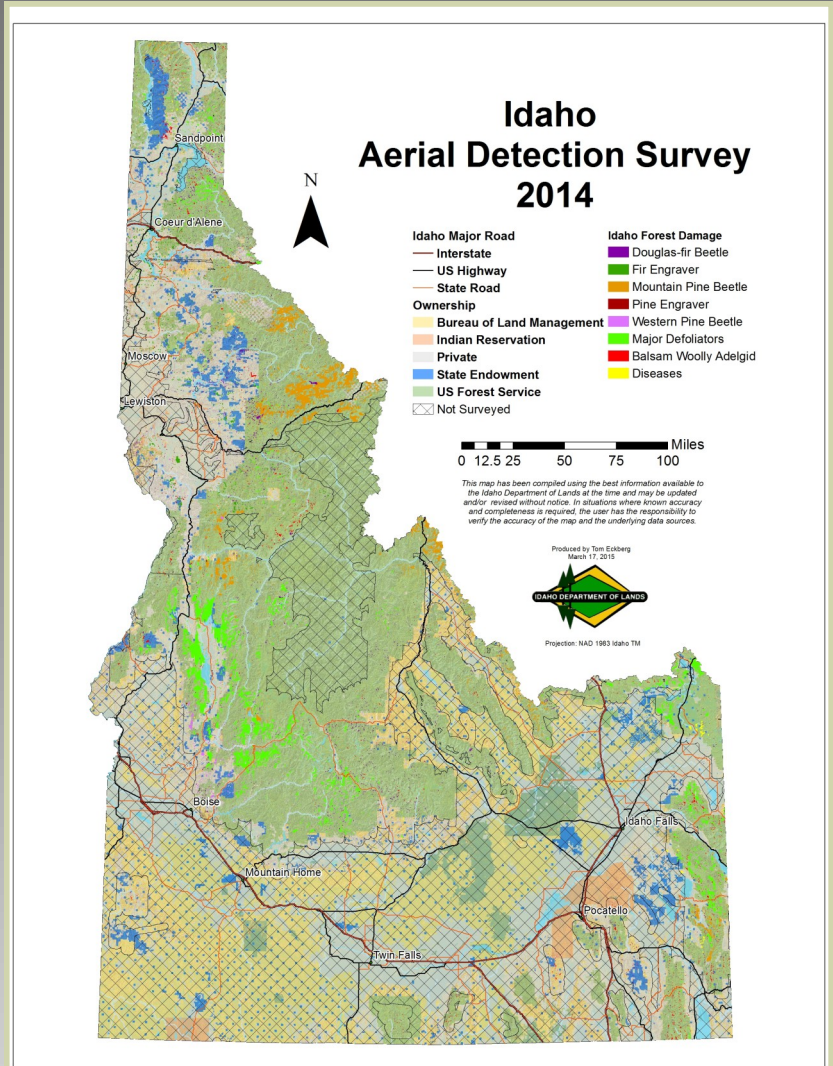 Idaho
Aerial Detection Survey
2014
N
Idaho Major Road
Interstate
US Highway
State Road
Ownership
Bureau of Land Management
Indian Reservation
Private
State Endowment
US Forest Service
Not Surveyed
Idaho Forest Damage
Douglas-fir Beetle
Fir Engraver
Mountain Pine Beetle
Pine Engraver
Western Pine Beetle
Major Defoliators
Balsam Woolly Adelgid
Diseases
Miles
0 12.5 25 50 75 100
This map has been compiled using the best information available to
the Idaho Department of Lands at the time and may be updated
and/or revised without notice. In situations where known accuracy
and completeness is required, the user has the responsibility to
verify the accuracy of the map and the underlying data sources.
Produced by Tom Eckberg
March 17, 2015
IDAHO DEPARTMENT OF LANDS
Projection: NAD 1983 Idaho TM
Sandpoint
Coeur d'Alene
Moscow
Lewiston
Boise
Idaho Falls
Mountain Home
Pocatello
Twin Falls